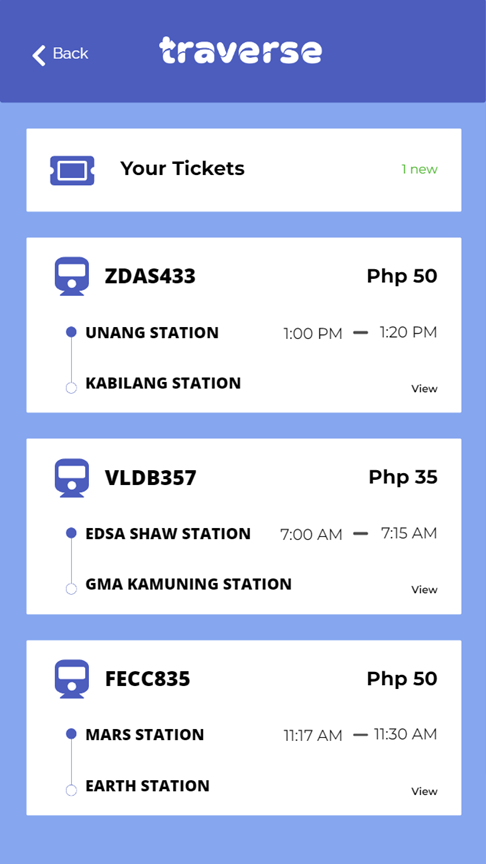 Back
traverse
Your Tickets
1 new
ZDAS433
Php 50
UNANG STATION
1:00 PM — 1:20 PM
KABILANG STATION
View
VLDB357
Php 35
EDSA SHAW STATION
7:00 AM — 7:15 AM
GMA KAMUNING STATION
View
FECC835
Php 50
MARS STATION
11:17 AM — 11:30 AM
EARTH STATION
View